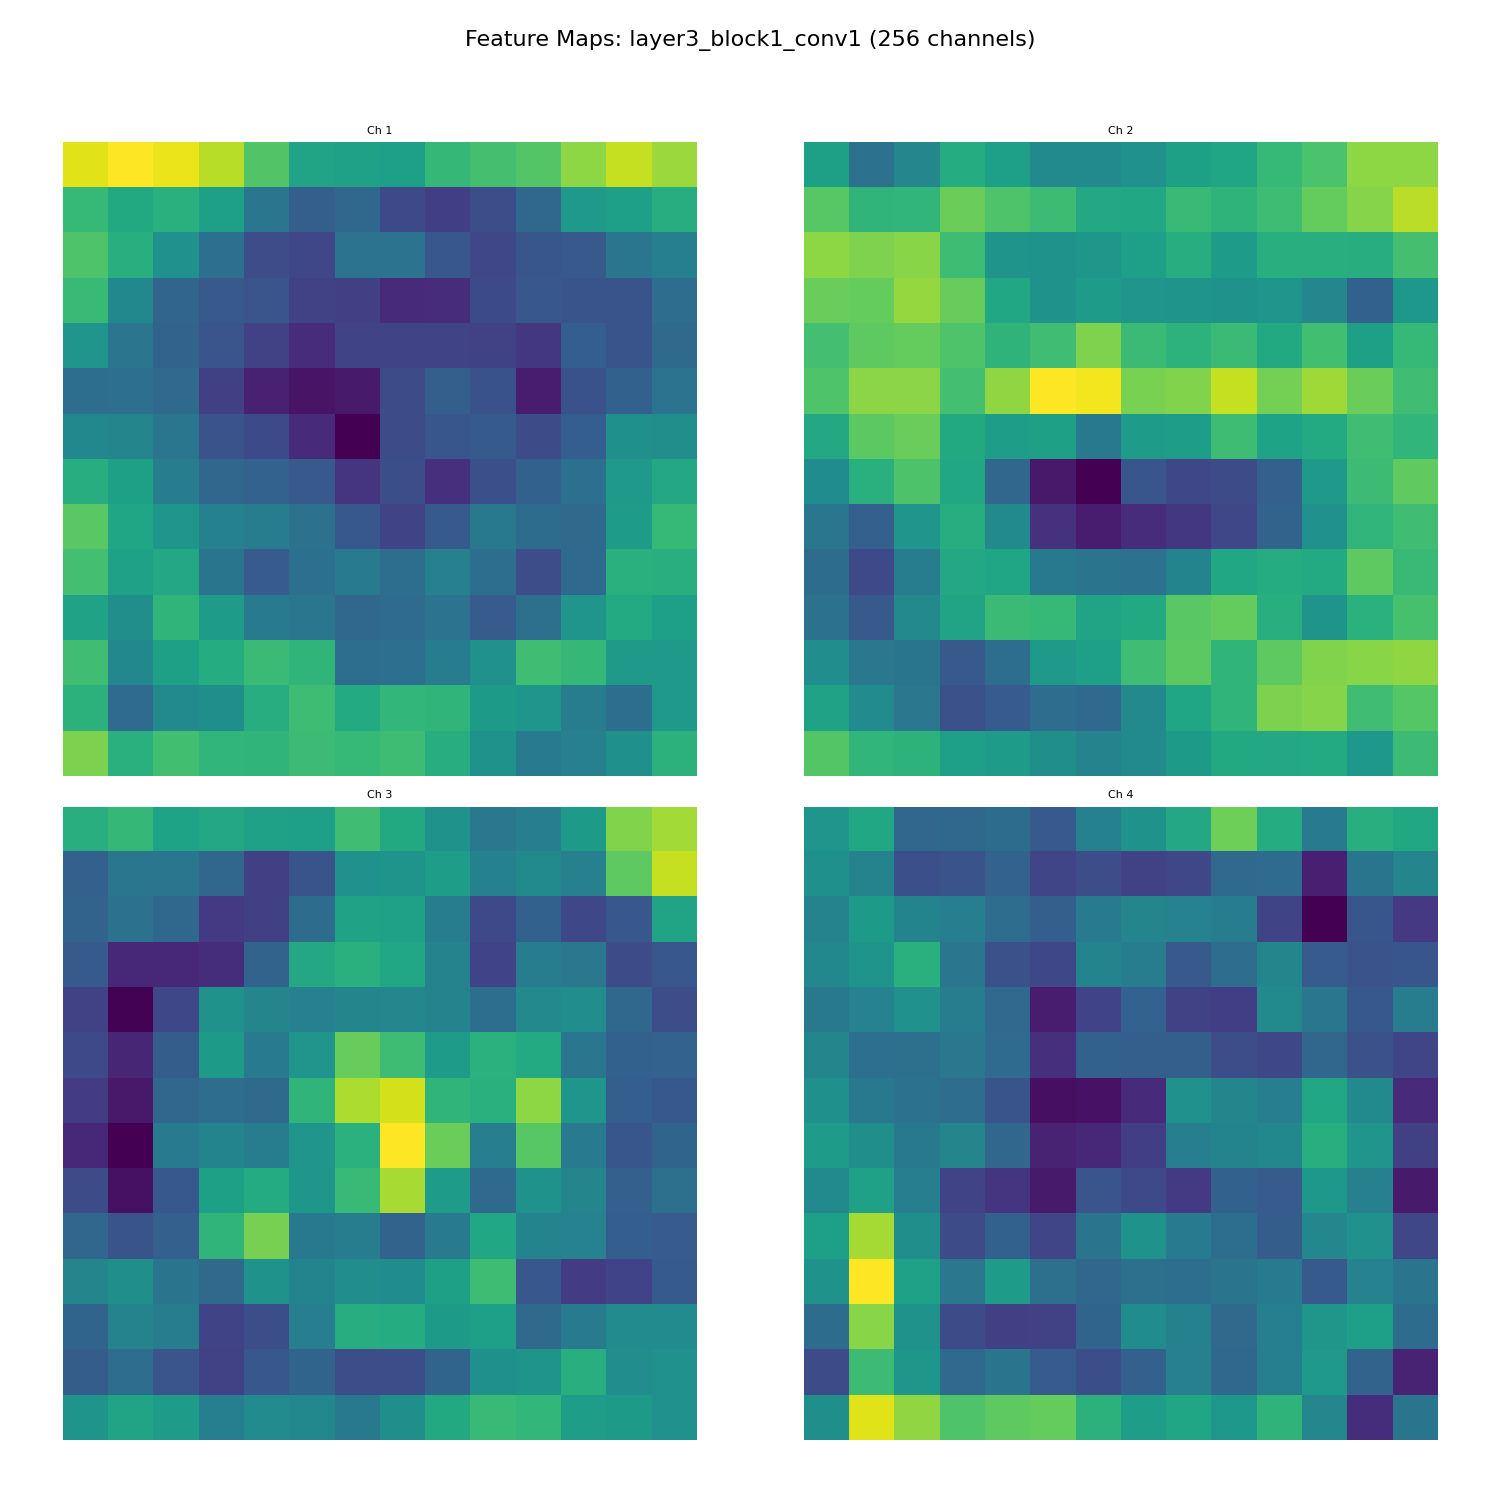 Feature Maps: layer3_block1_conv1 (256 channels)
Ch 1
Ch 2
Ch 3
Ch 4